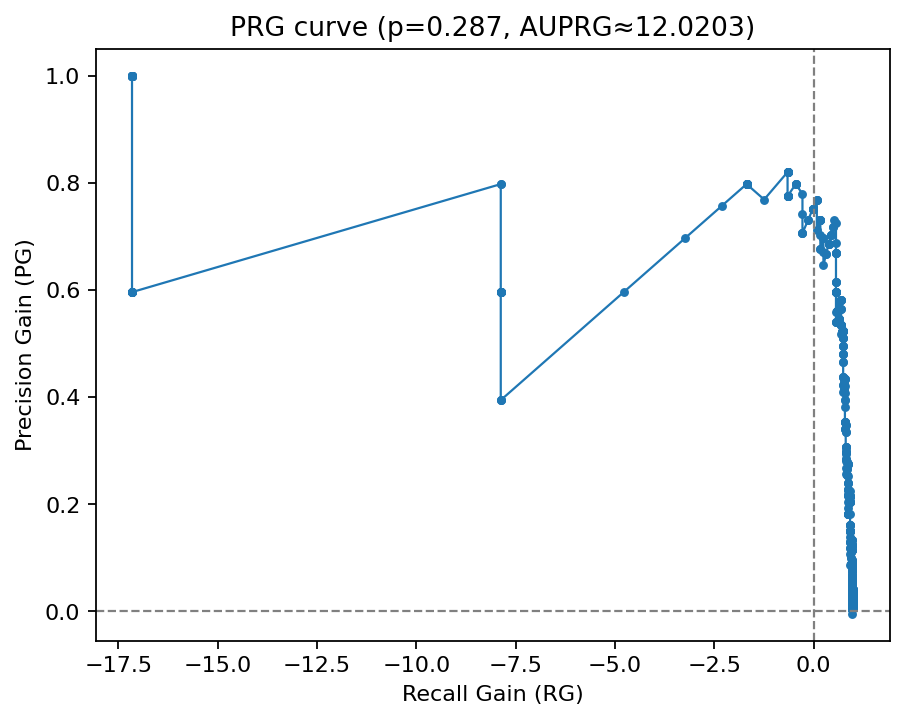 PRG curve (p=0.287, AUPRG≈12.0203)
1.0
0.8
0.6
0.4
0.2
0.0
Precision Gain (PG)
−17.5 −15.0 −12.5 −10.0 −7.5 −5.0 −2.5 0.0
Recall Gain (RG)